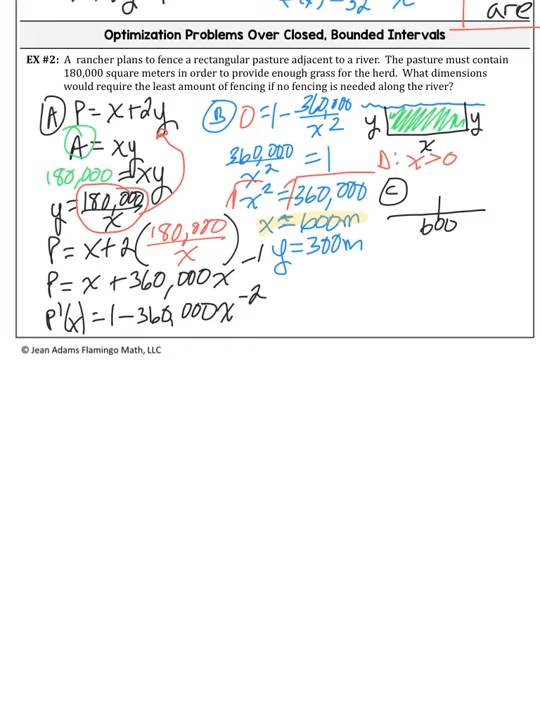 are
Optimization Problems Over Closed, Bounded Intervals
EX #2: A rancher plans to fence a rectangular pasture adjacent to a river. The pasture must contain
180,000 square meters in order to provide enough grass for the herd. What dimensions
would require the least amount of fencing if no fencing is needed along the river?
A P = x + 2y
A = xy
180,000 = xy
y = 180,000/x
P = x + 2(180,000/x)
P = x + 360,000x^-1
P'(x) = 1 - 360,000x^-2
B 0 = 1 - 360,000/x^2
360,000/x^2 = 1
√x^2 = √360,000
x = 600m
y = 300m
y y
x
D: x>0
C
600
© Jean Adams Flamingo Math, LLC